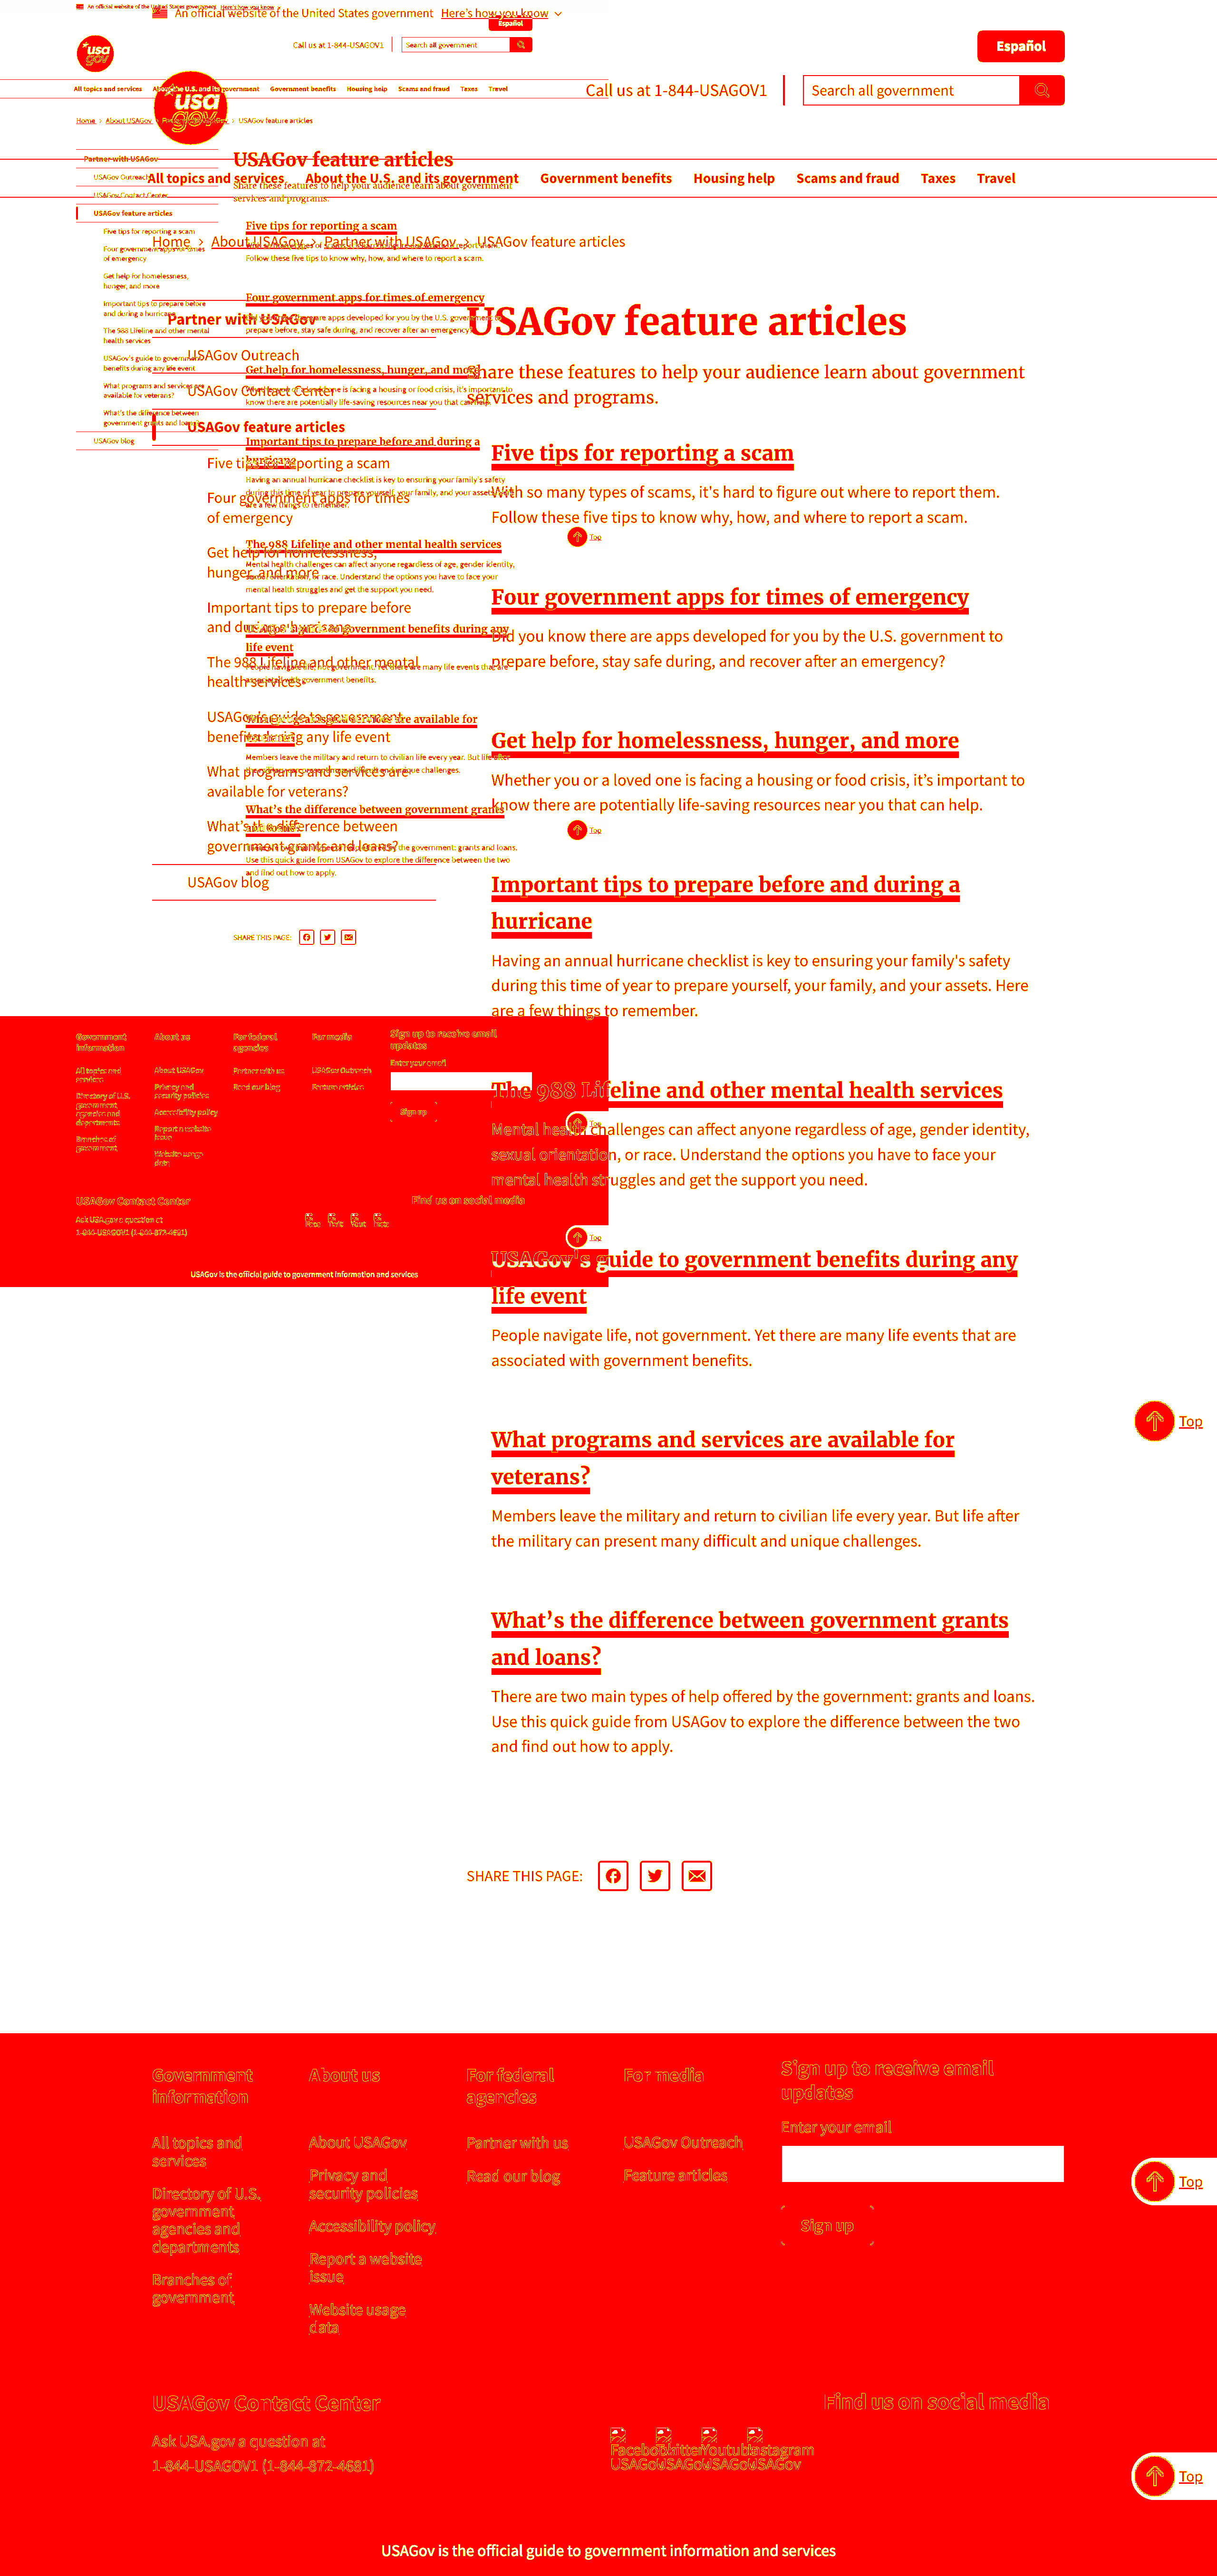 An official website of the United States government Here's how you know
Español
Call us at 1-844-USAGOV1
Search all government
usa
gov
All topics and services About the U.S. and its government Government benefits Housing help Scams and fraud Taxes Travel
Home About USAGov Partner with USAGov USAGov feature articles
Partner with USAGov
USAGov Outreach
USAGov Contact Center
USAGov feature articles
Five tips for reporting a scam
Four government apps for times
of emergency
Get help for homelessness,
hunger, and more
Important tips to prepare before
and during a hurricane
The 988 Lifeline and other mental
health services
USAGov's guide to government
benefits during any life event
What programs and services are
available for veterans?
What's the difference between
government grants and loans?
USAGov blog
USAGov feature articles
Share these features to help your audience learn about government
services and programs.
Five tips for reporting a scam
With so many types of scams, it's hard to figure out where to report them.
Follow these five tips to know why, how, and where to report a scam.
Four government apps for times of emergency
Did you know there are apps developed for you by the U.S. government to
prepare before, stay safe during, and recover after an emergency?
Get help for homelessness, hunger, and more
Whether you or a loved one is facing a housing or food crisis, it’s important to
know there are potentially life-saving resources near you that can help.
Important tips to prepare before and during a
hurricane
Having an annual hurricane checklist is key to ensuring your family's safety
during this time of year to prepare yourself, your family, and your assets. Here
are a few things to remember.
The 988 Lifeline and other mental health services
Mental health challenges can affect anyone regardless of age, gender identity,
sexual orientation, or race. Understand the options you have to face your
mental health struggles and get the support you need.
USAGov's guide to government benefits during any
life event
People navigate life, not government. Yet there are many life events that are
associated with government benefits.
Top
What programs and services are available for
veterans?
Members leave the military and return to civilian life every year. But life after
the military can present many difficult and unique challenges.
What’s the difference between government grants
and loans?
There are two main types of help offered by the government: grants and loans.
Use this quick guide from USAGov to explore the difference between the two
and find out how to apply.
SHARE THIS PAGE:
Government
information
All topics and
services
Directory of U.S.
government
agencies and
departments
Branches of
government
About us
About USAGov
Privacy and
security policies
Accessibility policy
Report a website
issue
Website usage
data
For federal
agencies
Partner with us
Read our blog
For media
USAGov Outreach
Feature articles
Sign up to receive email
updates
Enter your email
Sign up
Top
USAGov Contact Center
Ask USA.gov a question at
1-844-USAGOV1 (1-844-872-4681)
Find us on social media
Top
USAGov is the official guide to government information and services